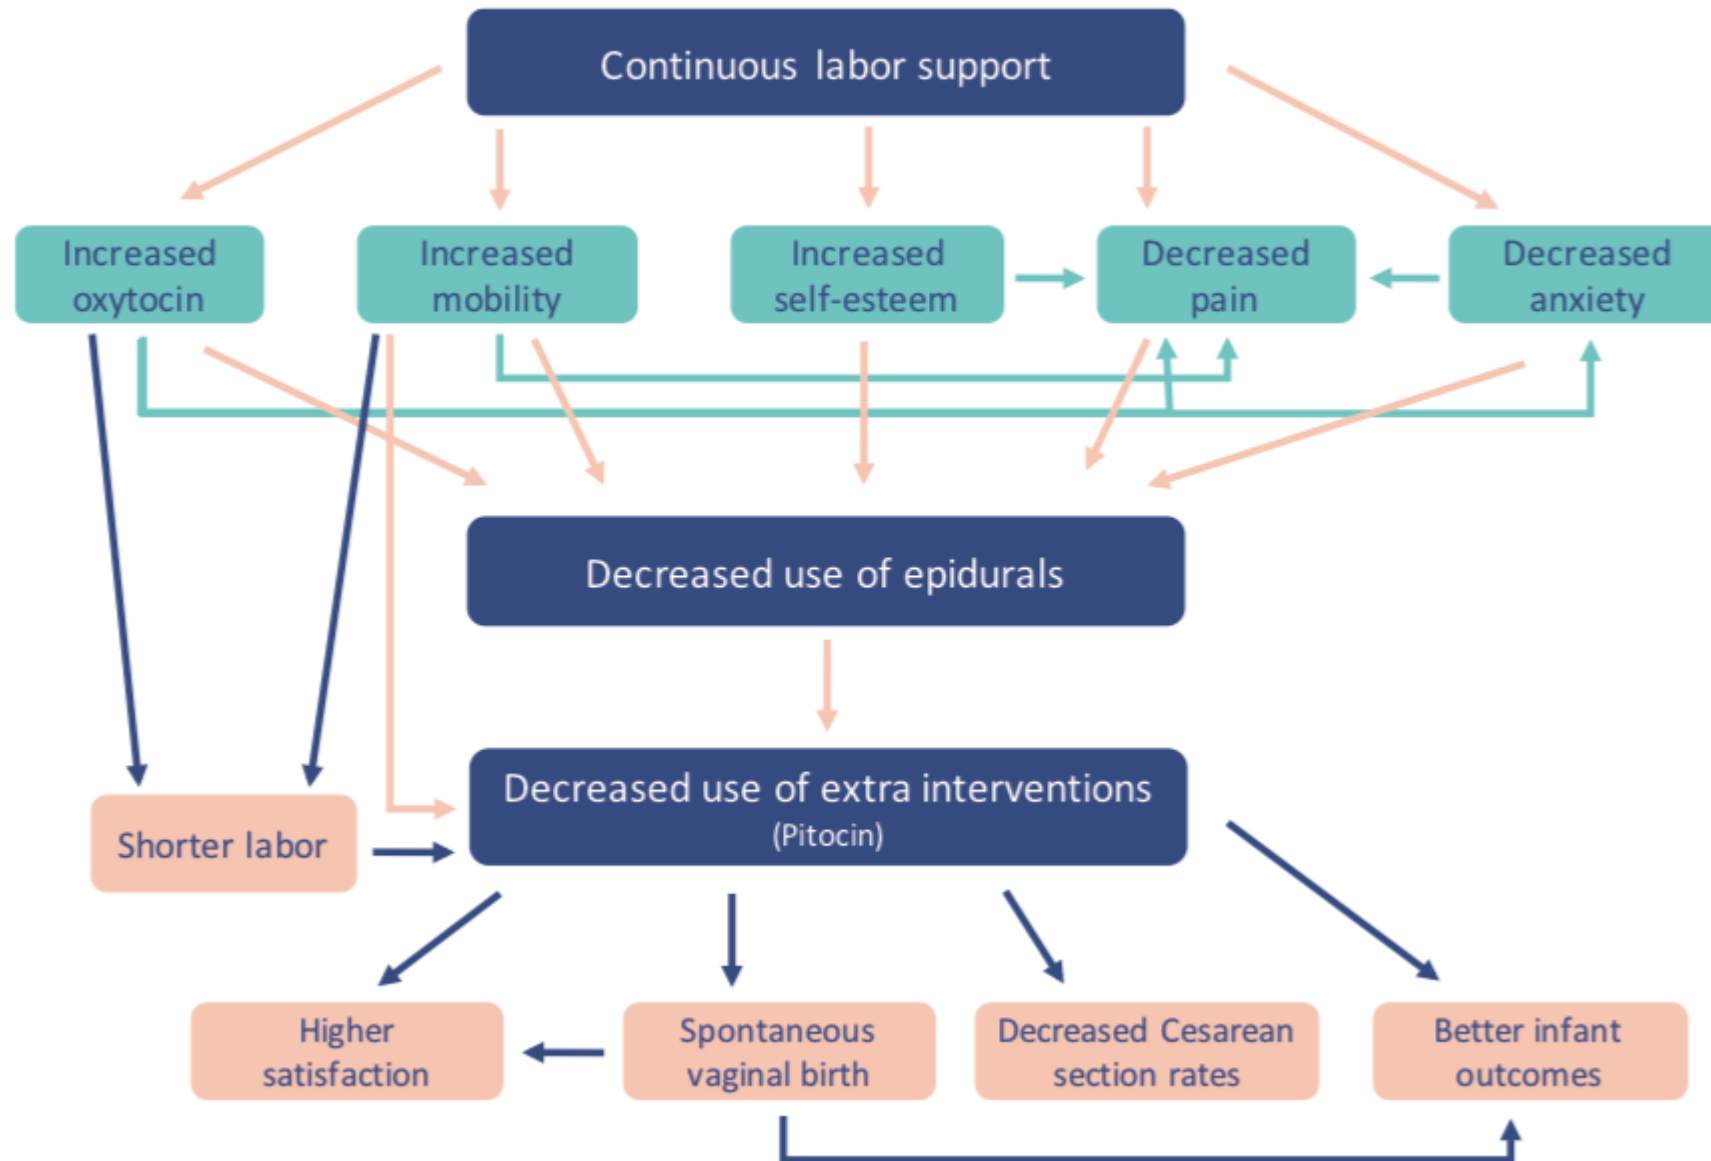 Continuous labor support
Increased
oxytocin
Increased
mobility
Increased
self-esteem
Decreased
pain
Decreased
anxiety
Decreased use of epidurals
Decreased use of extra interventions
(Pitocin)
Shorter labor
Higher
satisfaction
Spontaneous
vaginal birth
Decreased Cesarean
section rates
Better infant
outcomes